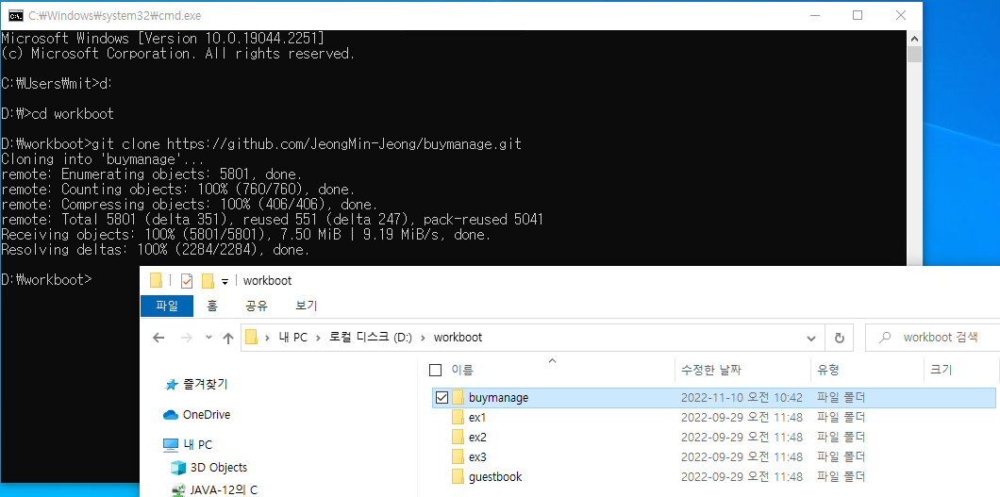 C:₩Windows₩system32₩cmd.exe
Microsoft Windows [Version 10.0.19044.2251]
(c) Microsoft Corporation. All rights reserved.
C:₩Users₩mit>d:
D:₩>cd workboot
D:₩workboot>git clone https://github.com/JeongMin-Jeong/buymanage.git
Cloning into 'buymanage'...
remote: Enumerating objects: 5801, done.
remote: Counting objects: 100% (760/760), done.
remote: Compressing objects: 100% (406/406), done.
remote: Total 5801 (delta 351), reused 551 (delta 247), pack-reused 5041
Receiving objects: 100% (5801/5801), 7.50 MiB | 9.19 MiB/s, done.
Resolving deltas: 100% (2284/2284), done.
D:₩workboot>
workboot
파일 홈 공유 보기
내 PC > 로컬 디스크 (D:) > workboot
workboot 검색
이름 수정한 날짜 유형 크기
즐겨찾기
OneDrive
내 PC
3D Objects
JAVA-12의 C
buymanage 2022-11-10 오전 10:42 파일 폴더
ex1 2022-09-29 오전 11:48 파일 폴더
ex2 2022-09-29 오전 11:48 파일 폴더
ex3 2022-09-29 오전 11:48 파일 폴더
guestbook 2022-09-29 오전 11:48 파일 폴더